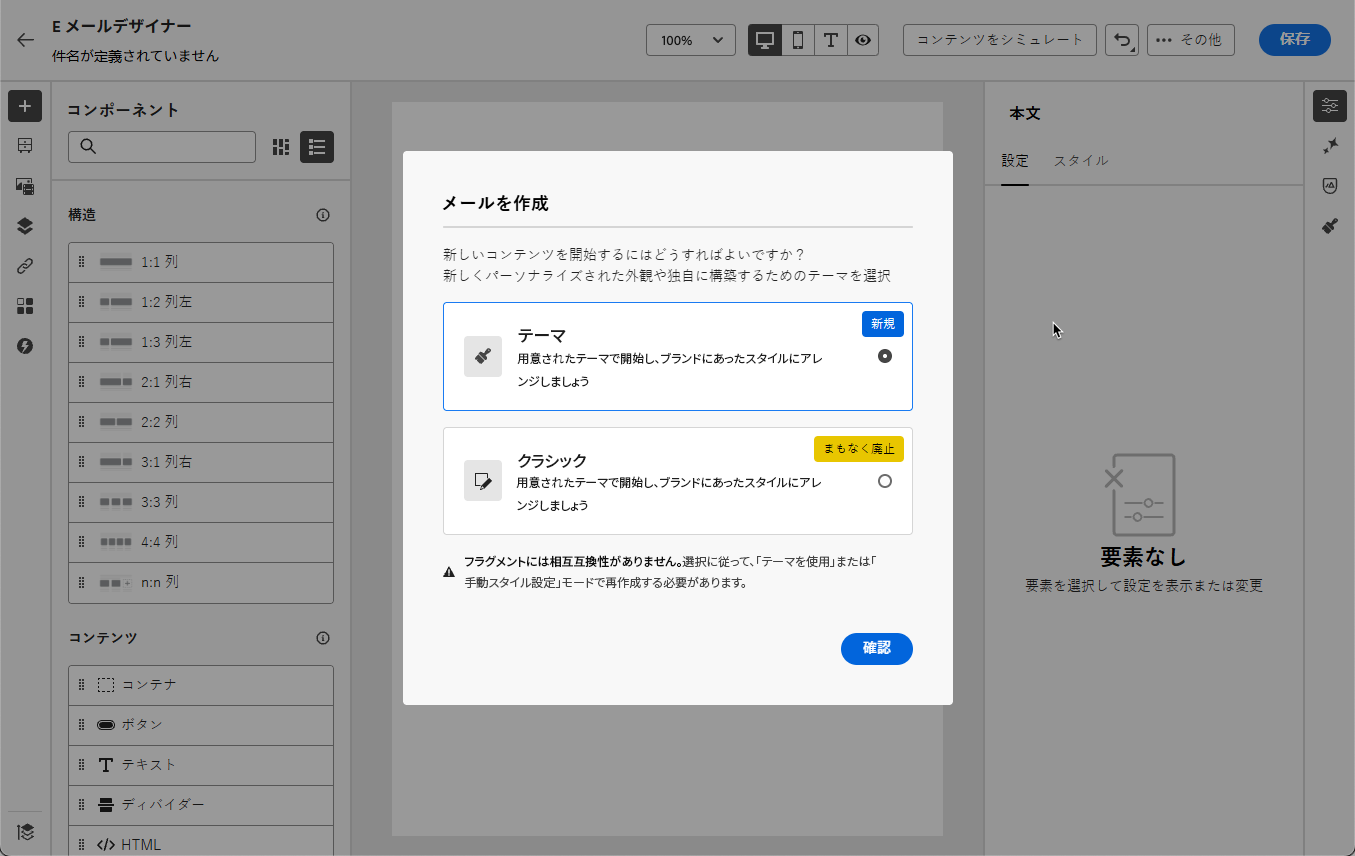 E メールデザイナー
件名が定義されていません
100%
コンテンツをシミュレート
その他
保存
コンポーネント
構造
1:1 列
1:2 列左
1:3 列左
2:1 列右
2:2 列
3:1 列右
3:3 列
4:4 列
n:n 列
コンテンツ
コンテナ
ボタン
テキスト
ディバイダー
HTML
メールを作成
新しいコンテンツを開始するにはどうすればよいですか？
新しくパーソナライズされた外観や独自に構築するためのテーマを選択
新規
テーマ
用意されたテーマで開始し、ブランドにあったスタイルにアレ
ンジしましょう
まもなく廃止
クラシック
用意されたテーマで開始し、ブランドにあったスタイルにアレ
ンジしましょう
フラグメントには相互互換性がありません。選択に従って、「テーマを使用」または「
手動スタイル設定」モードで再作成する必要があります。
確認
本文
設定 スタイル
要素なし
要素を選択して設定を表示または変更